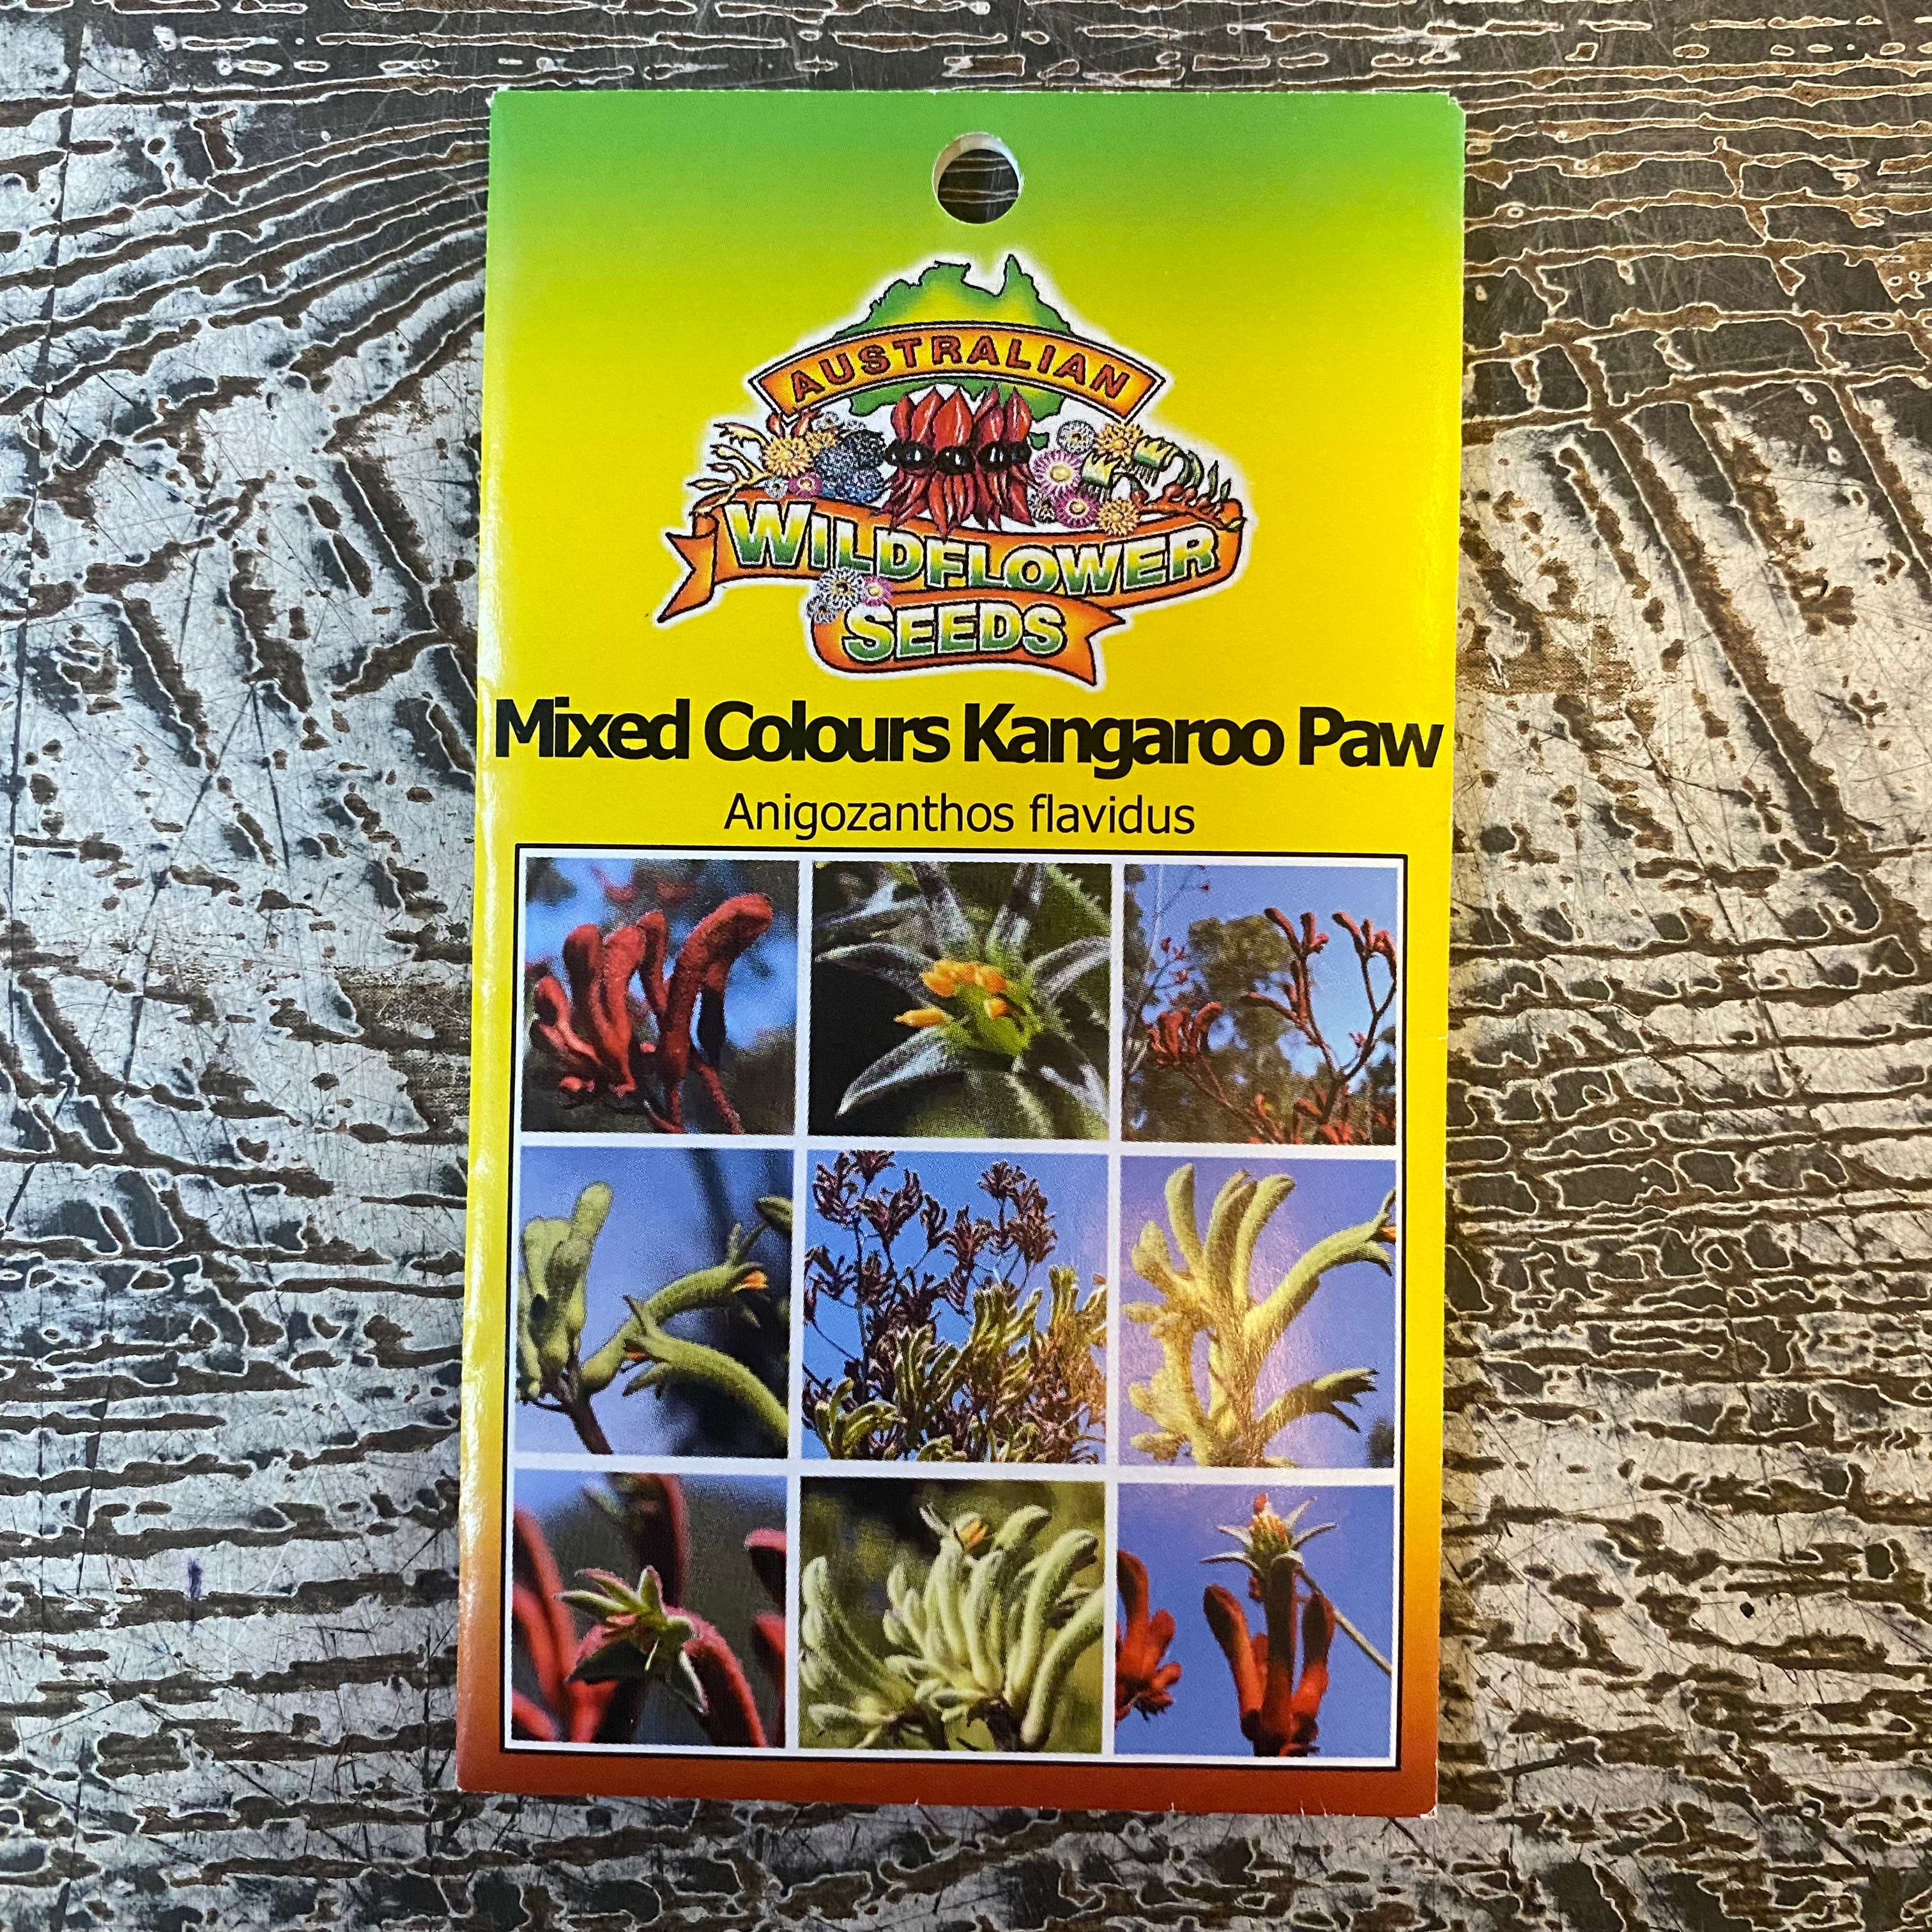 AUSTRALIAN
WILDFLOWER
SEEDS
Mixed Colours Kangaroo Paw
Anigozanthos flavidus